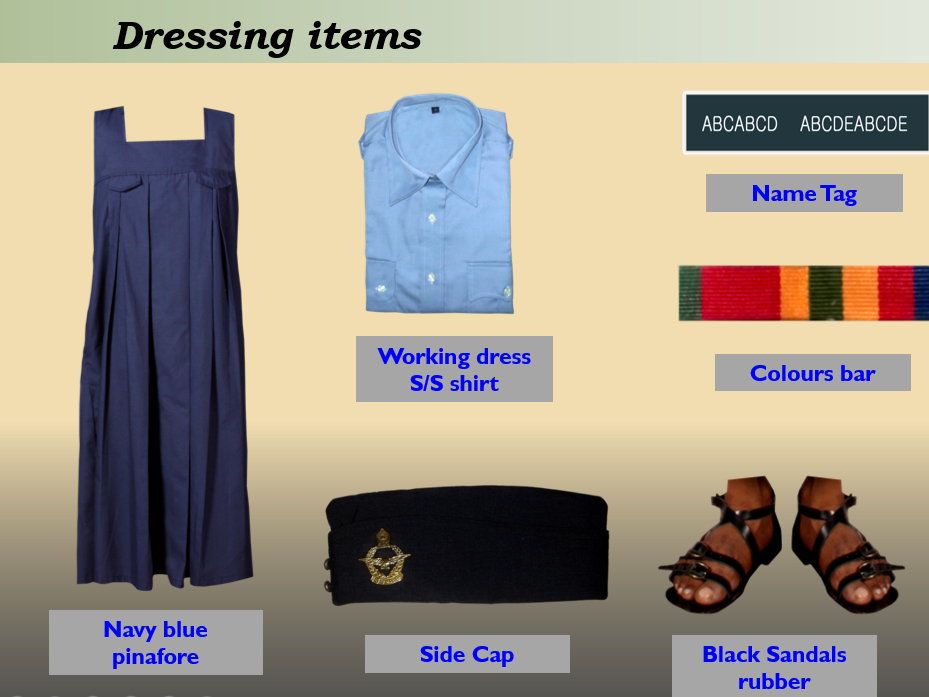 Dressing items
ABCABCD ABCDEABCDE
Name Tag
Working dress
S/S shirt
Colours bar
Navy blue
pinafore
Side Cap
Black Sandals
rubber